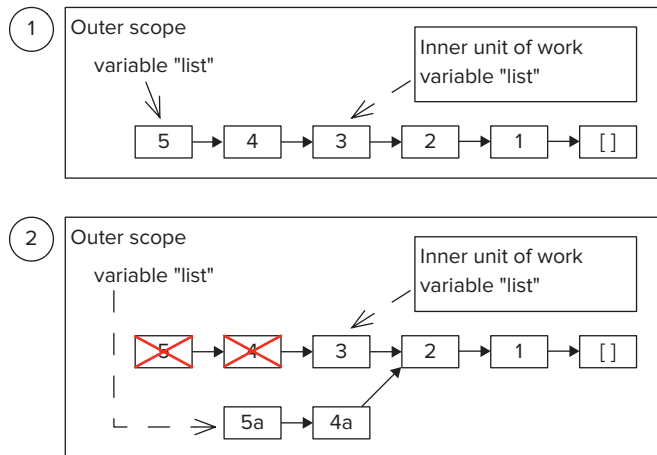 1
Outer scope
variable "list"
Inner unit of work
variable "list"
5 4 3 2 1 []
2
Outer scope
variable "list"
Inner unit of work
variable "list"
5 4 3 2 1 []
5a 4a